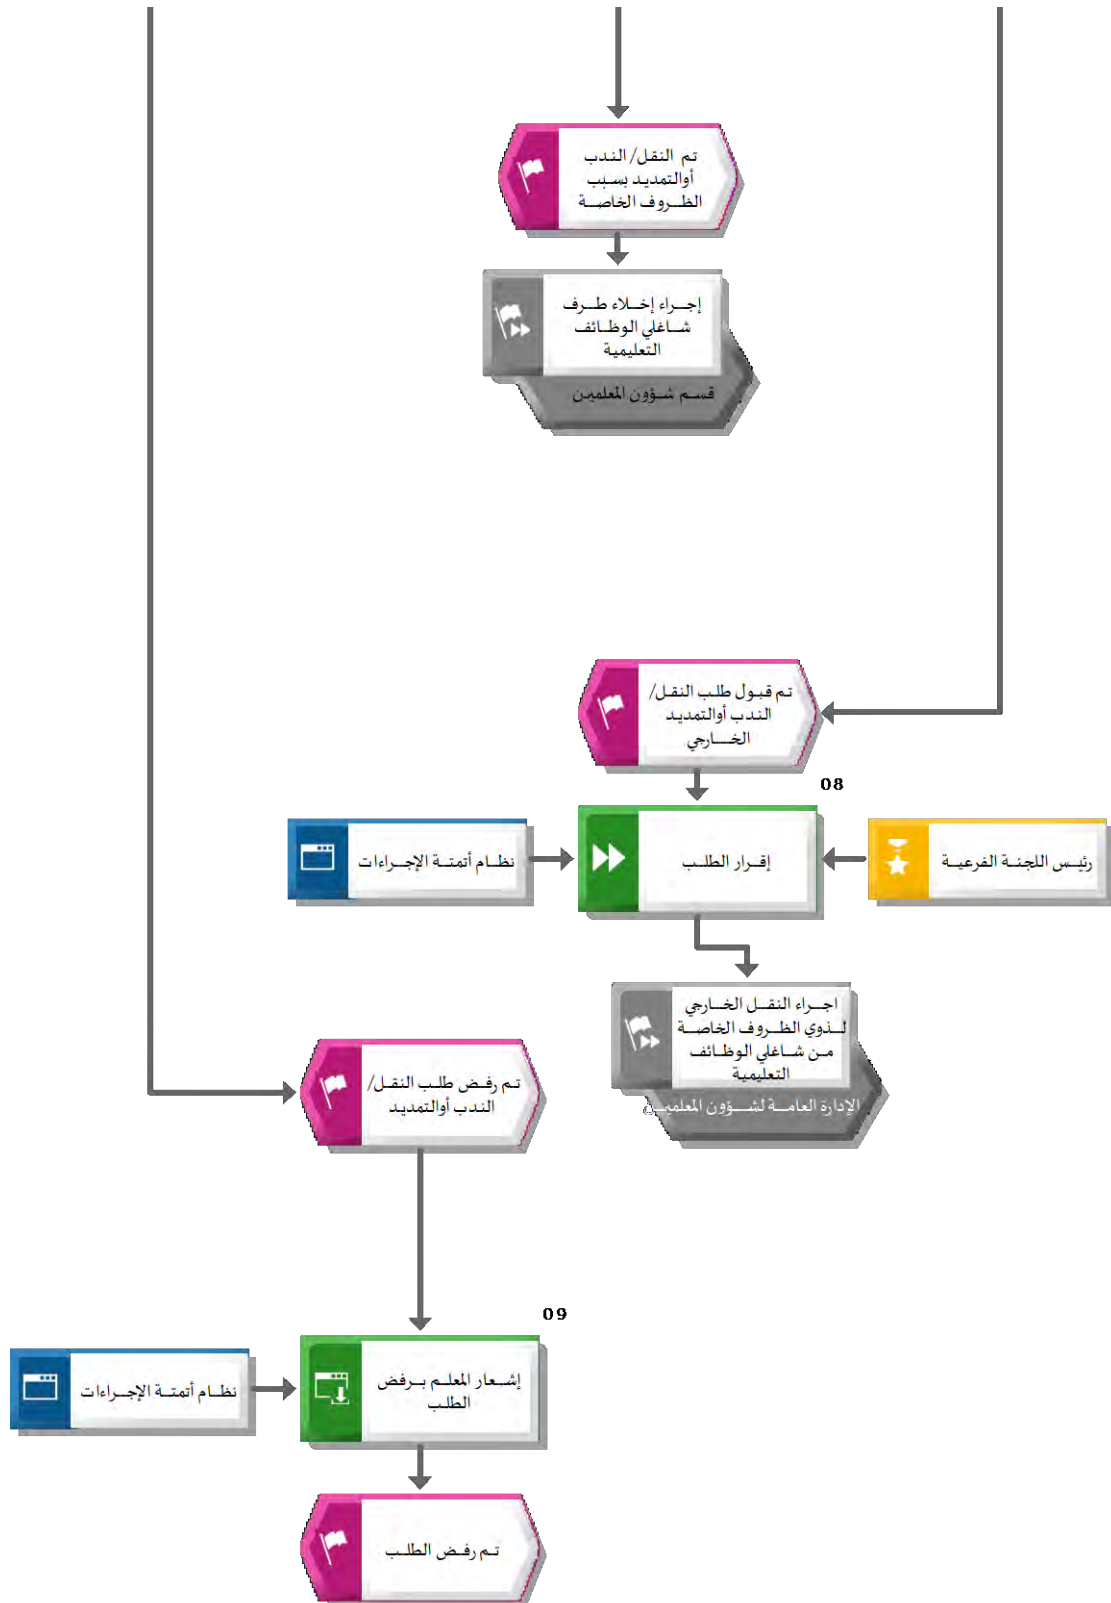 تم النقل/ الندب
أوالتمديد بسبب
الظروف الخاصة
إجراء إخلاء طرف
شاغلي الوظائف
التعليمية
قسم شؤون المعلمين
تم قبول طلب النقل/
الندب أوالتمديد
الخارجي
08
رئيس اللجنة الفرعية
إقرار الطلب
نظام أتمتة الإجراءات
اجراء النقل الخارجي
لذوي الظروف الخاصة
من شاغلي الوظائف
التعليمية
الإدارة العامة لشؤون المعلمين
تم رفض طلب النقل/
الندب أوالتمديد
09
إشعار المعلم برفض
الطلب
نظام أتمتة الإجراءات
تم رفض الطلب